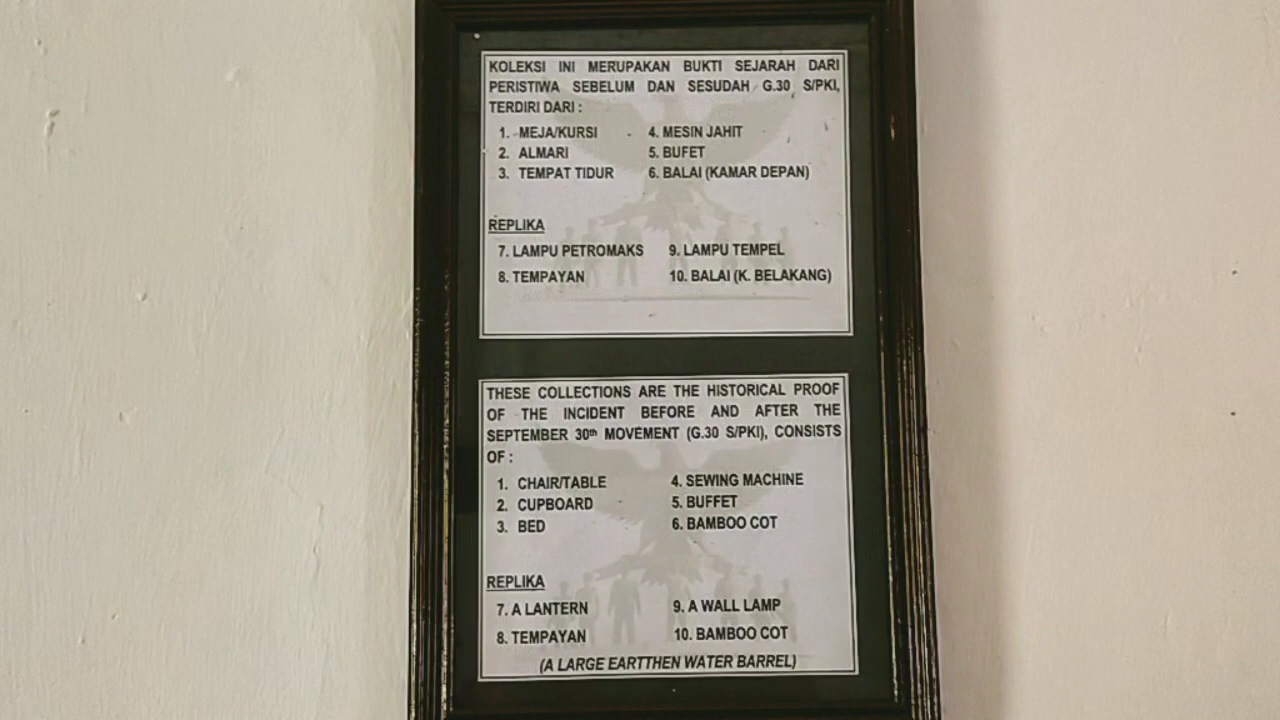 KOLEKSI INI MERUPAKAN BUKTI SEJARAH DARI
PERISTIWA SEBELUM DAN SESUDAH G.30 S/PKI,
TERDIRI DARI :
1. MEJA/KURSI 4. MESIN JAHIT
2. ALMARI 5. BUFET
3. TEMPAT TIDUR 6. BALAI (KAMAR DEPAN)
REPLIKA
7. LAMPU PETROMAKS 9. LAMPU TEMPEL
8. TEMPAYAN 10. BALAI (K. BELAKANG)
THESE COLLECTIONS ARE THE HISTORICAL PROOF
OF THE INCIDENT BEFORE AND AFTER THE
SEPTEMBER 30th MOVEMENT (G.30 S/PKI), CONSISTS
OF :
1. CHAIR/TABLE 4. SEWING MACHINE
2. CUPBOARD 5. BUFFET
3. BED 6. BAMBOO COT
REPLIKA
7. A LANTERN 9. A WALL LAMP
8. TEMPAYAN 10. BAMBOO COT
(A LARGE EARTTHEN WATER BARREL)